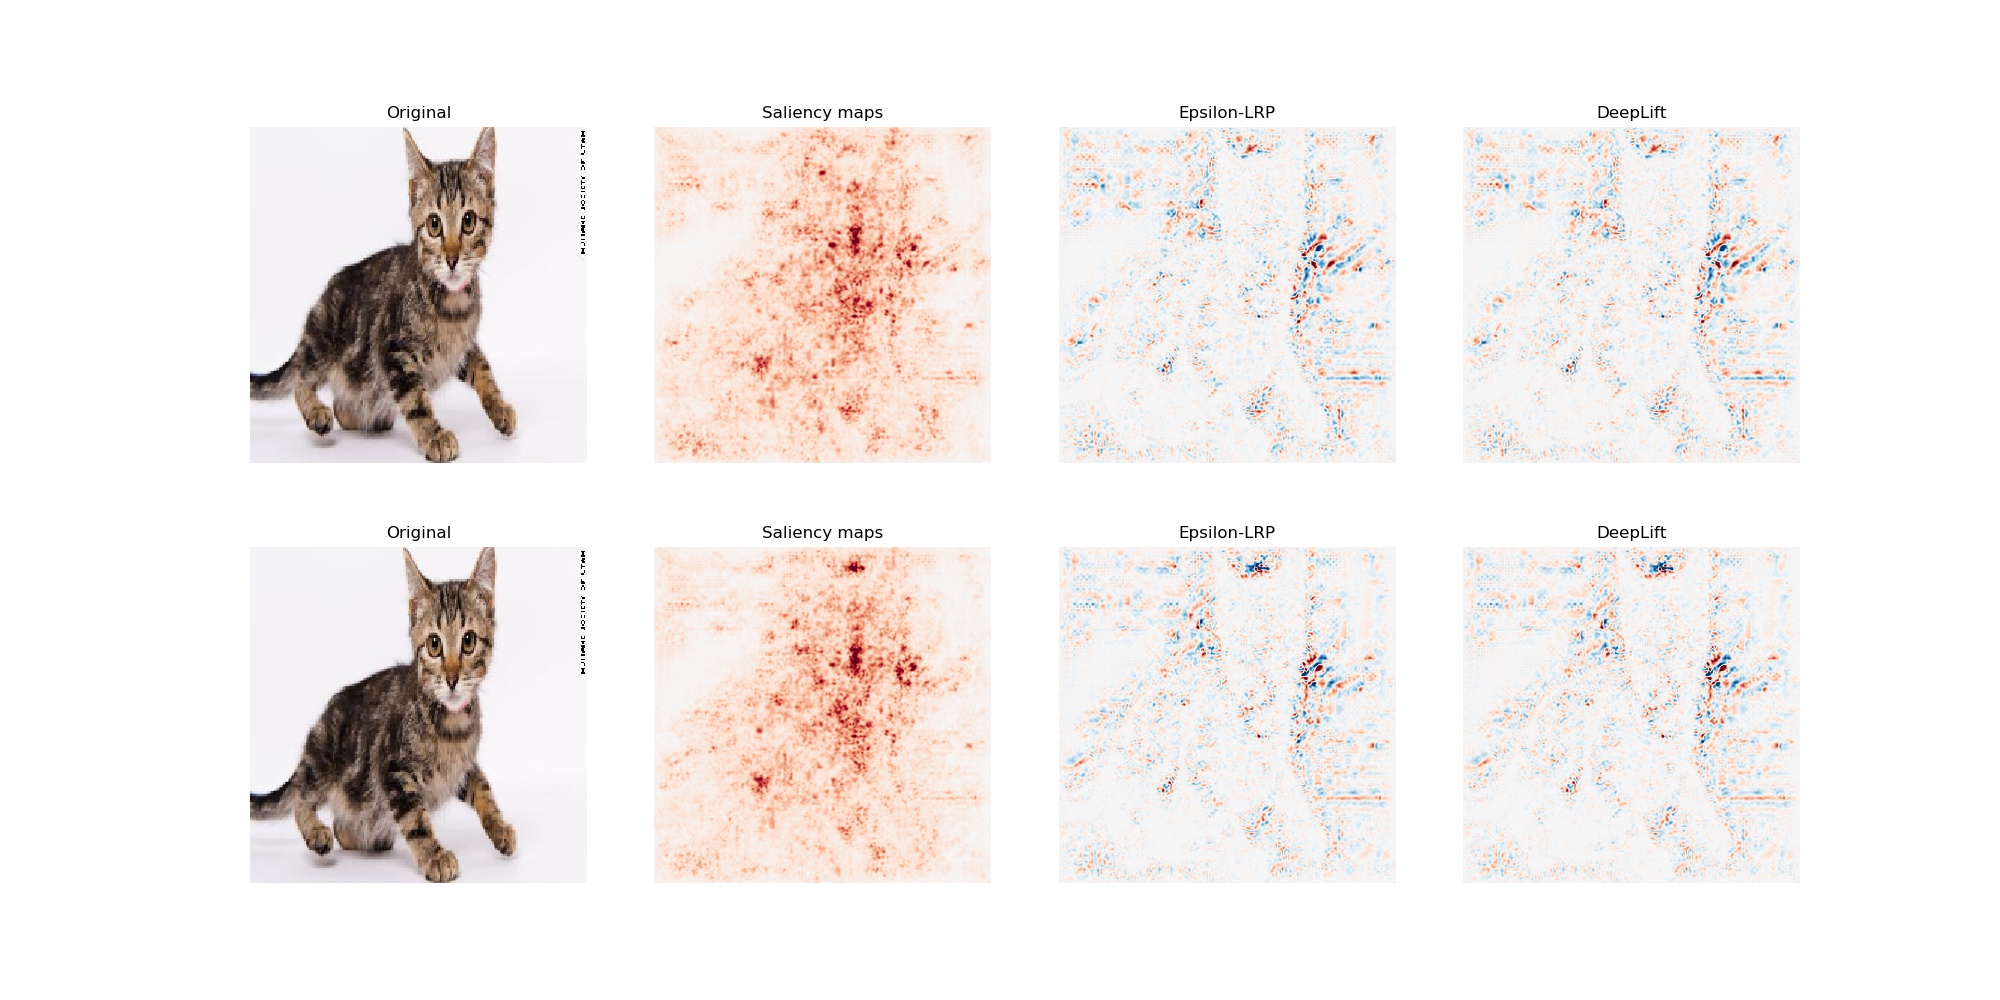 Original
Saliency maps
Epsilon-LRP
DeepLift
Original
Saliency maps
Epsilon-LRP
DeepLift